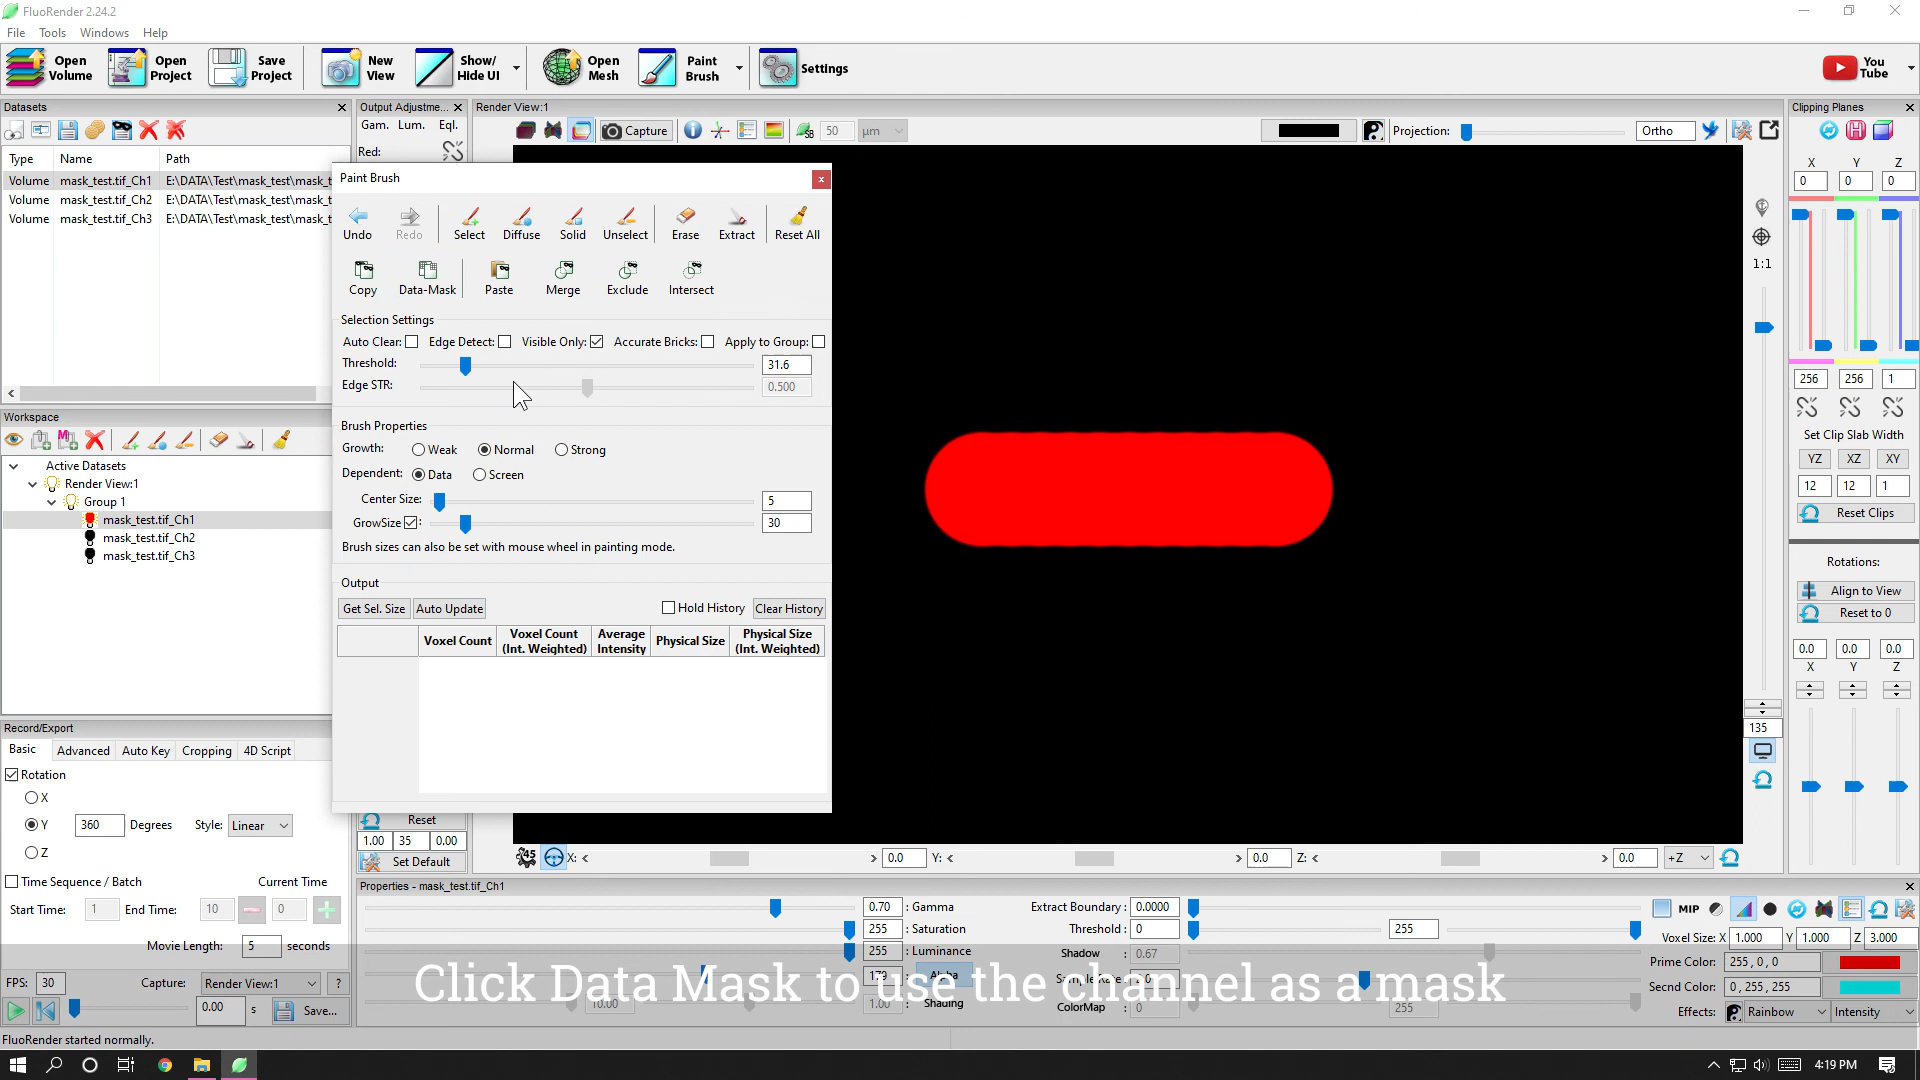 FluoRender 2.24.2
File Tools Windows Help
Open Volume
Open Project
Save Project
New View
Show/ Hide UI
Open Mesh
Paint Brush
Settings
You Tube
Datasets
Type Name Path
Volume mask_test.tif_Ch1 E:\DATA\Test\mask_test\mask_t
Volume mask_test.tif_Ch2 E:\DATA\Test\mask_test\mask_t
Volume mask_test.tif_Ch3 E:\DATA\Test\mask_test\mask_t
Output Adjustme...
Gam. Lum. Eql.
Red:
Render View:1
Capture
50 µm
Projection: Ortho
Paint Brush
Undo Redo Select Diffuse Solid Unselect Erase Extract Reset All
Copy Data-Mask Paste Merge Exclude Intersect
Selection Settings
Auto Clear: Edge Detect: Visible Only: Accurate Bricks: Apply to Group:
Threshold: 31.6
Edge STR: 0.500
Brush Properties
Growth: Weak Normal Strong
Dependent: Data Screen
Center Size: 5
GrowSize : 30
Brush sizes can also be set with mouse wheel in painting mode.
Output
Get Sel. Size Auto Update Hold History Clear History
Voxel Count Voxel Count (Int. Weighted) Average Intensity Physical Size Physical Size (Int. Weighted)
Workspace
Active Datasets
Render View:1
Group 1
mask_test.tif_Ch1
mask_test.tif_Ch2
mask_test.tif_Ch3
Record/Export
Basic Advanced Auto Key Cropping 4D Script
Rotation
X
Y 360 Degrees Style: Linear
Z
Time Sequence / Batch Current Time
Start Time: 1 End Time: 10 0
Movie Length: 5 seconds
FPS: 30 Capture: Render View:1 ?
0.00 s Save...
FluoRender started normally.
Reset
1.00 35 0.00
Set Default
1:1
135
45 X: < > 0.0 Y: < > 0.0 Z: < > 0.0 +Z
Clipping Planes
X Y Z
0 0 0
256 256 1
Set Clip Slab Width
YZ XZ XY
12 12 1
Reset Clips
Rotations:
Align to View
Reset to 0
0.0 0.0 0.0
X Y Z
Properties - mask_test.tif_Ch1
0.70 : Gamma Extract Boundary : 0.0000 MIP
255 : Saturation Threshold : 0 255
255 : Luminance Shadow : 0.67 Voxel Size: X 1.000 Y 1.000 Z 3.000
179 : Alpha Sample Rate : 2.0 Prime Color: 255 , 0 , 0
Secnd Color: 0 , 255 , 255
10.00 1.00 : Shading ColorMap : 0 255 Effects: Rainbow Intensity
Click Data Mask to use the channel as a mask
4:19 PM